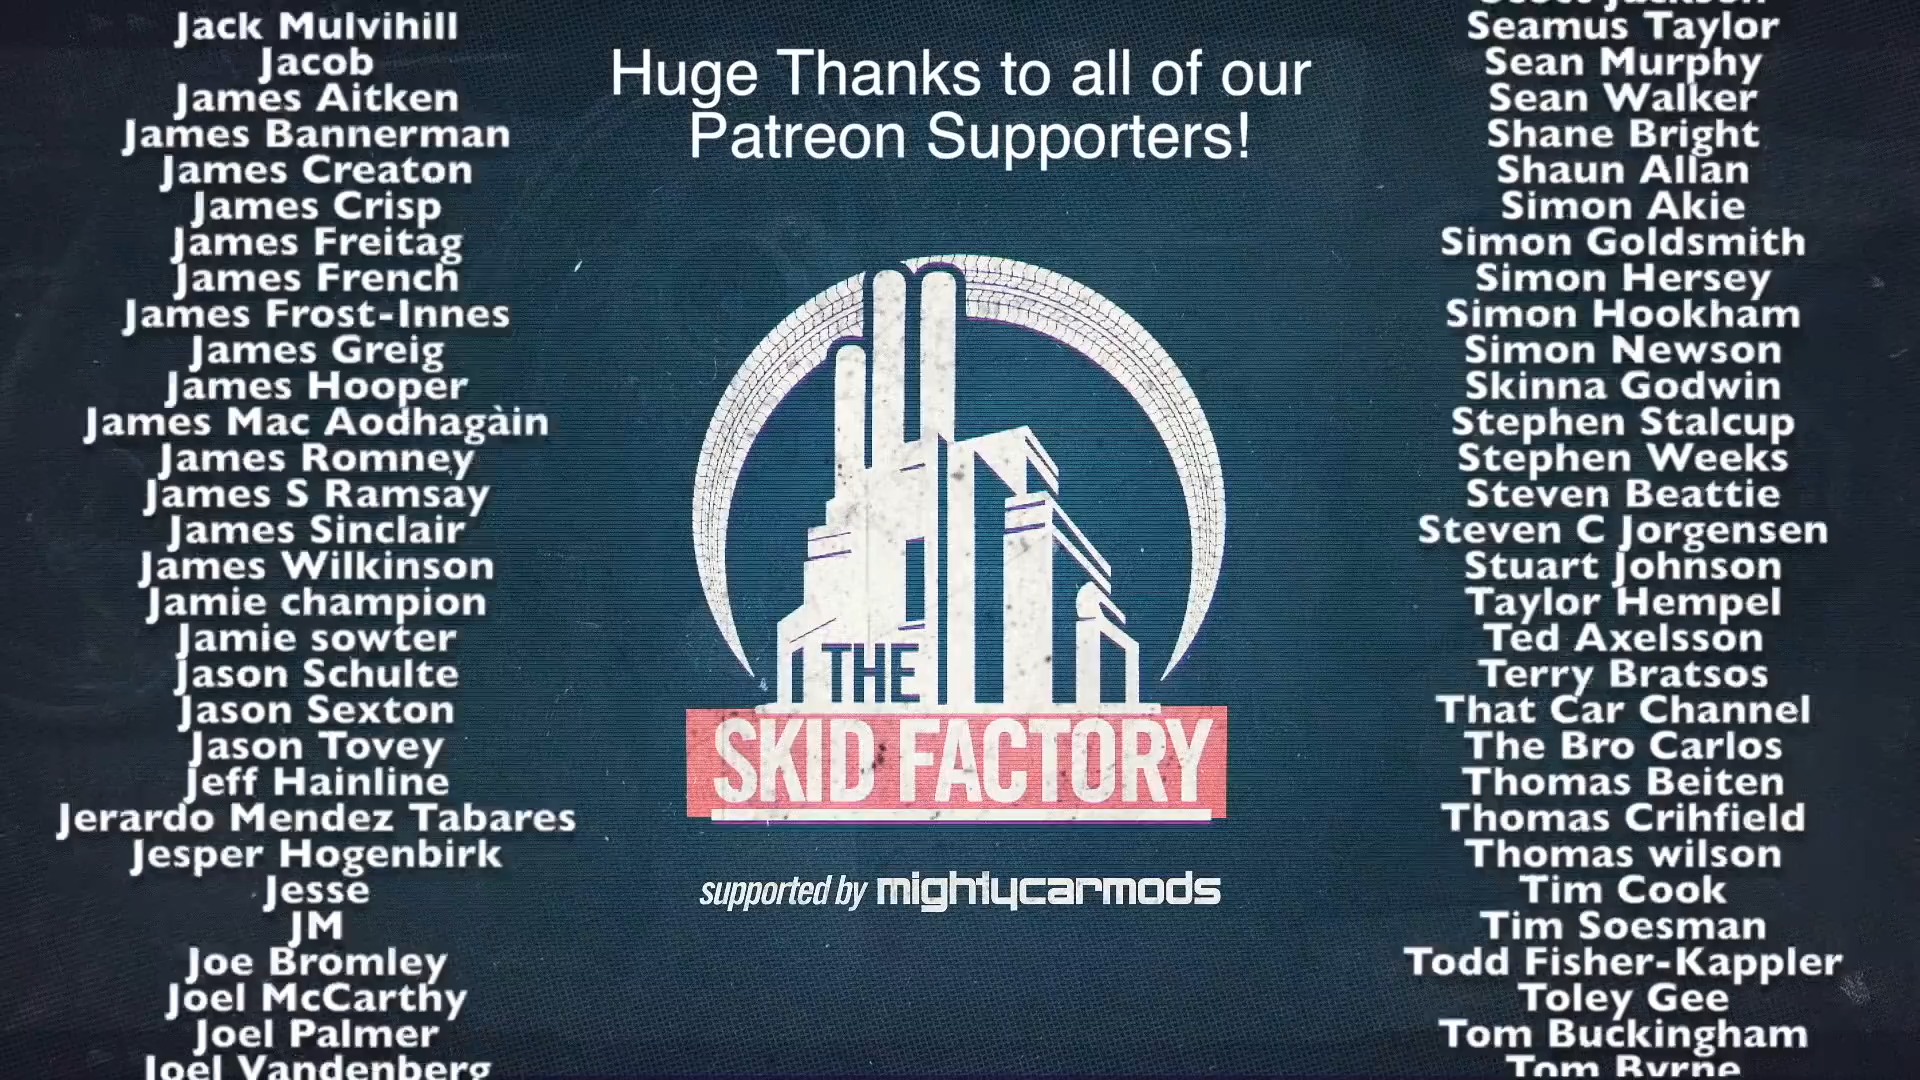 Jack Mulvihill
Jacob
James Aitken
James Bannerman
James Creaton
James Crisp
James Freitag
James French
James Frost-Innes
James Greig
James Hooper
James Mac Aodhagàin
James Romney
James S Ramsay
James Sinclair
James Wilkinson
Jamie champion
Jamie sowter
Jason Schulte
Jason Sexton
Jason Tovey
Jeff Hainline
Jerardo Mendez Tabares
Jesper Hogenbirk
Jesse
JM
Joe Bromley
Joel McCarthy
Joel Palmer
Joel Vandenberg
Huge Thanks to all of our
Patreon Supporters!
THE
SKID FACTORY
supported by mightycarmods
Scott Jackson
Seamus Taylor
Sean Murphy
Sean Walker
Shane Bright
Shaun Allan
Simon Akie
Simon Goldsmith
Simon Hersey
Simon Hookham
Simon Newson
Skinna Godwin
Stephen Stalcup
Stephen Weeks
Steven Beattie
Steven C Jorgensen
Stuart Johnson
Taylor Hempel
Ted Axelsson
Terry Bratsos
That Car Channel
The Bro Carlos
Thomas Beiten
Thomas Crihfield
Thomas wilson
Tim Cook
Tim Soesman
Todd Fisher-Kappler
Toley Gee
Tom Buckingham
Tom Byrne